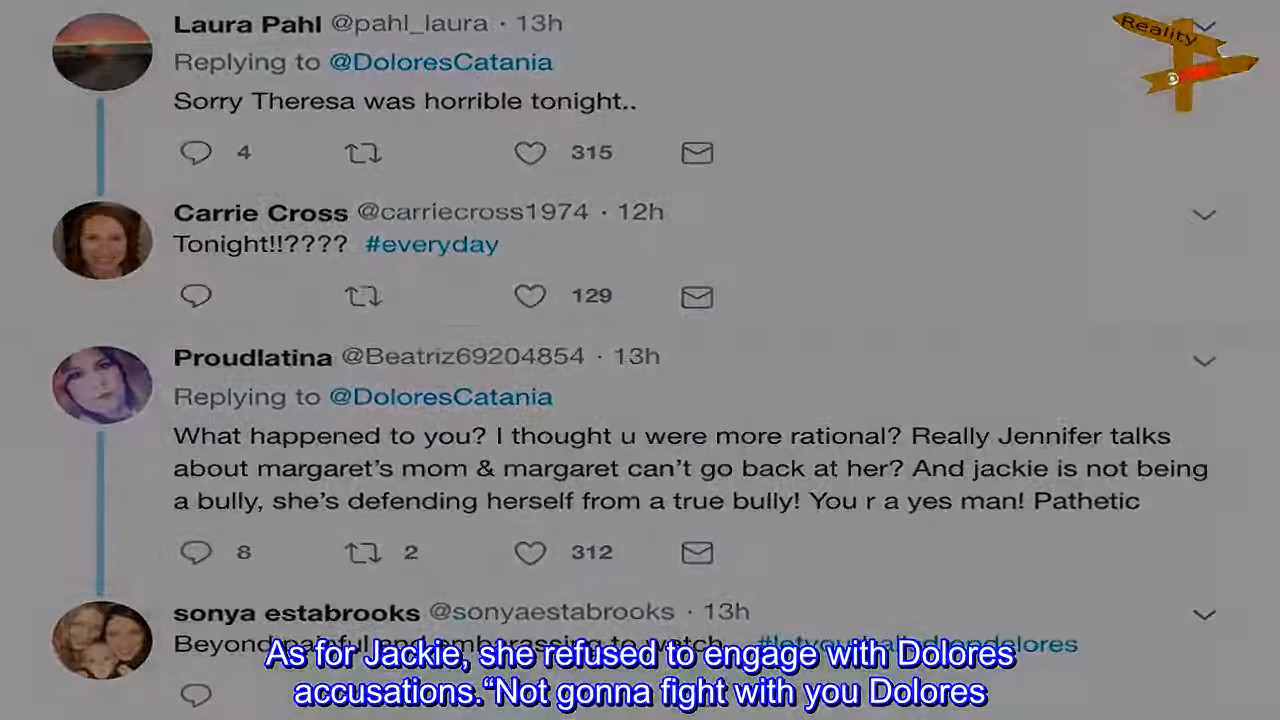 Laura Pahl @pahl_laura · 13h
Replying to @DoloresCatania
Sorry Theresa was horrible tonight..
4 315
Carrie Cross @carriecross1974 · 12h
Tonight!!???? #everyday
129
Proudlatina @Beatriz69204854 · 13h
Replying to @DoloresCatania
What happened to you? I thought u were more rational? Really Jennifer talks
about margaret's mom & margaret can't go back at her? And jackie is not being
a bully, she's defending herself from a true bully! You r a yes man! Pathetic
8 2 312
sonya estabrooks @sonyaestabrooks · 13h
Beyond painful and embarassing to watch
As for Jackie, she refused to engage with Dolores
accusations.“Not gonna fight with you Dolores
Reality